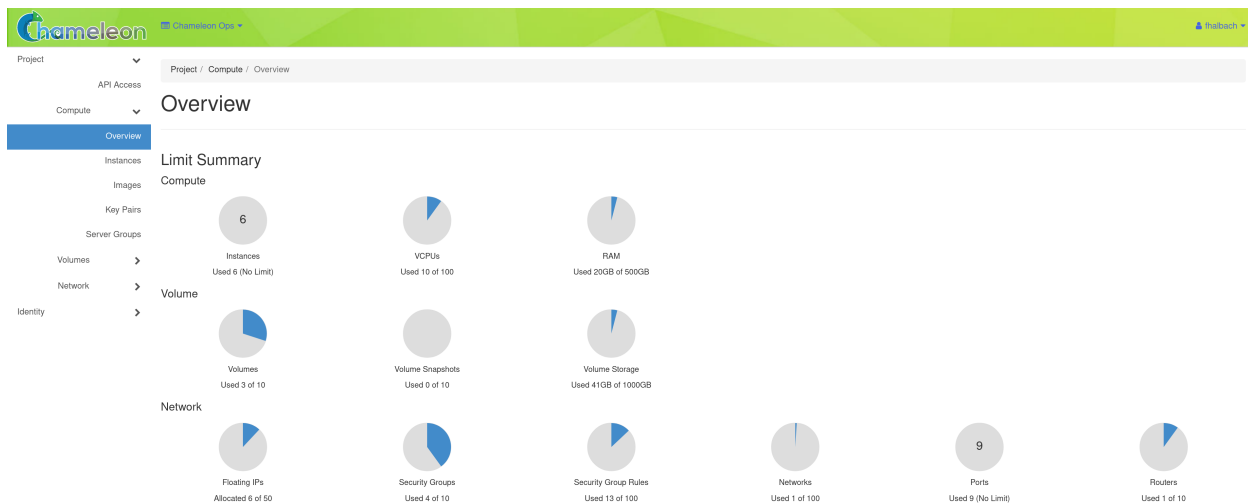 Chameleon
Chameleon Ops
fhalbach
Project
API Access
Compute
Overview
Instances
Images
Key Pairs
Server Groups
Volumes
Network
Identity
Project / Compute / Overview
Overview
Limit Summary
Compute
6
Instances
Used 6 (No Limit)
VCPUs
Used 10 of 100
RAM
Used 20GB of 500GB
Volume
Volumes
Used 3 of 10
Volume Snapshots
Used 0 of 10
Volume Storage
Used 41GB of 1000GB
Network
Floating IPs
Allocated 6 of 50
Security Groups
Used 4 of 10
Security Group Rules
Used 13 of 100
Networks
Used 1 of 100
9
Ports
Used 9 (No Limit)
Routers
Used 1 of 10